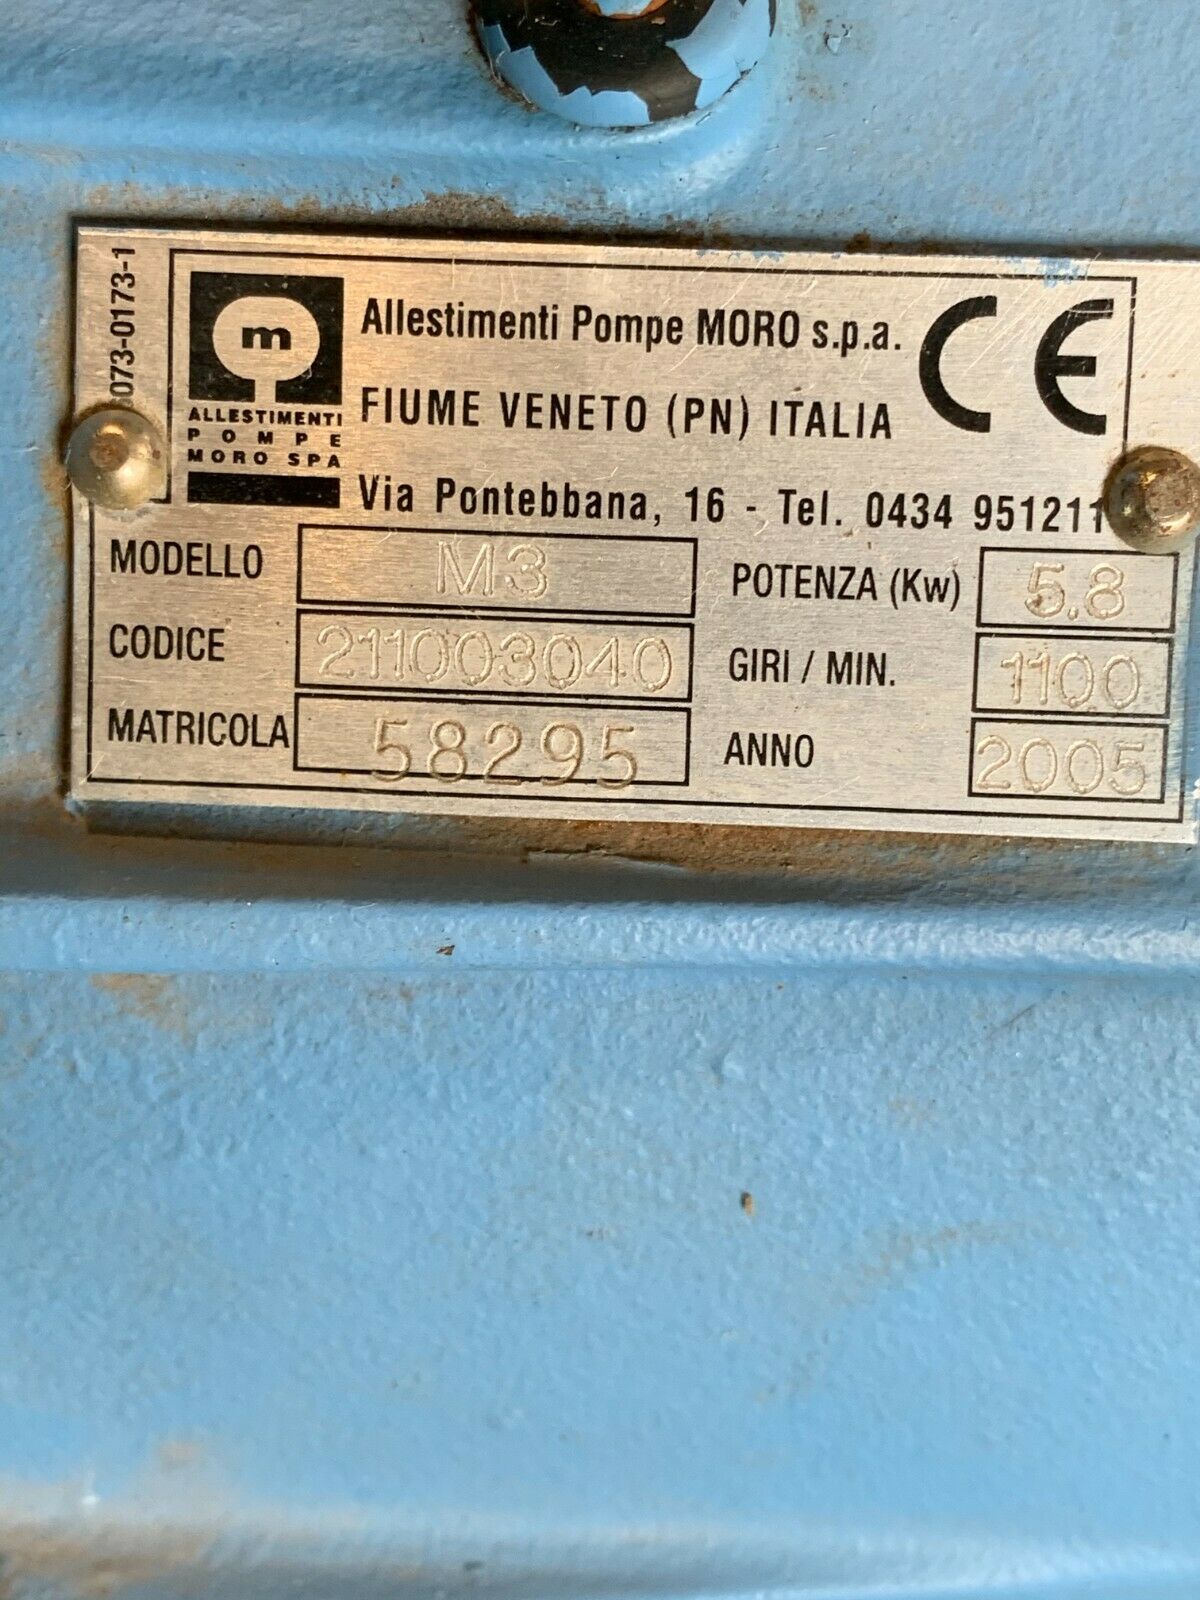 073-0173-1
m
ALLESTIMENTI
POMPE
MORO SPA
Allestimenti Pompe MORO s.p.a.
CE
FIUME VENETO (PN) ITALIA
Via Pontebbana, 16 - Tel. 0434 951211
MODELLO M3 POTENZA (Kw) 5.8
CODICE 211003040 GIRI / MIN. 1100
MATRICOLA 58295 ANNO 2005